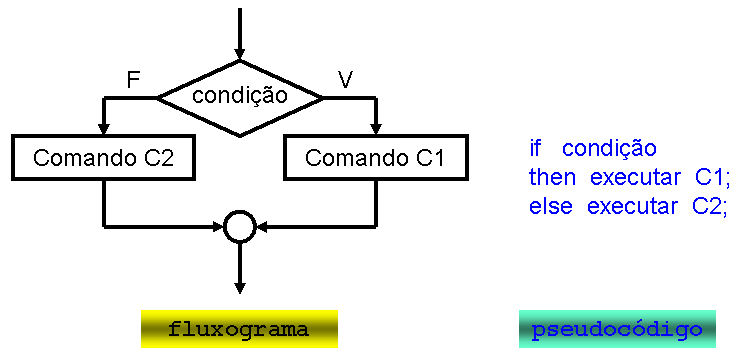 F
V
condição
Comando C2
Comando C1
if condição
then executar C1;
else executar C2;
fluxograma
pseudocódigo